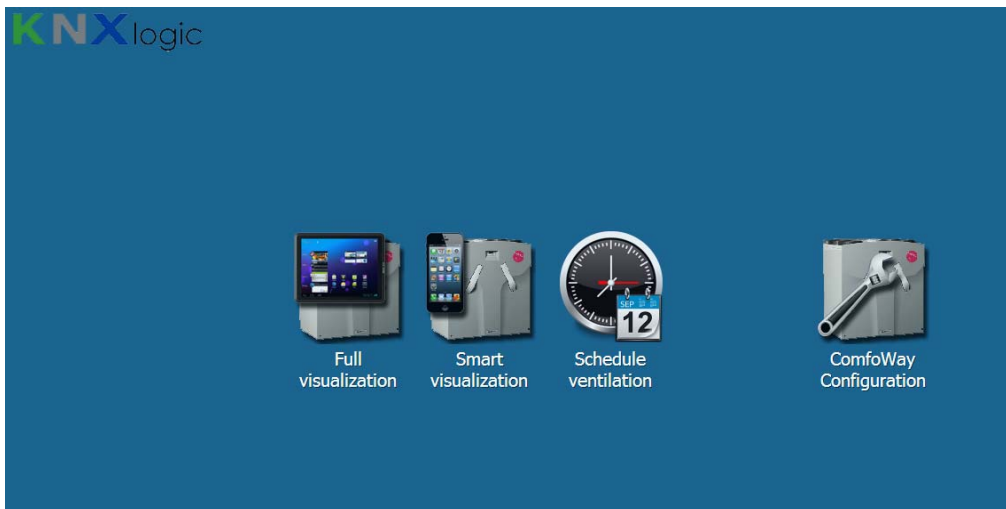 KNXlogic
SEP
12
Full
visualization
Smart
visualization
Schedule
ventilation
ComfoWay
Configuration